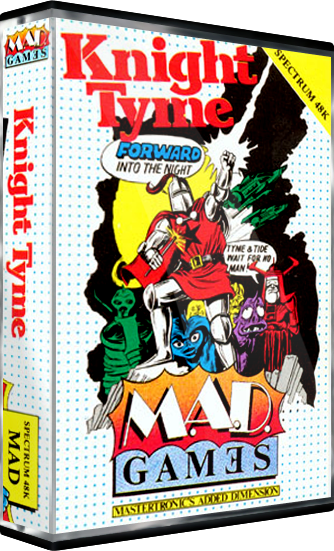 M.A.D.
GAMES
Knight Tyme
SPECTRUM 48K
MAD
Knight
Tyme
SPECTRUM 48K
FORWARD
INTO THE NIGHT
TYME & TIDE
WAIT FOR NO
MAN!
M.A.D.
GAMES
MASTERTRONIC'S ADDED DIMENSION